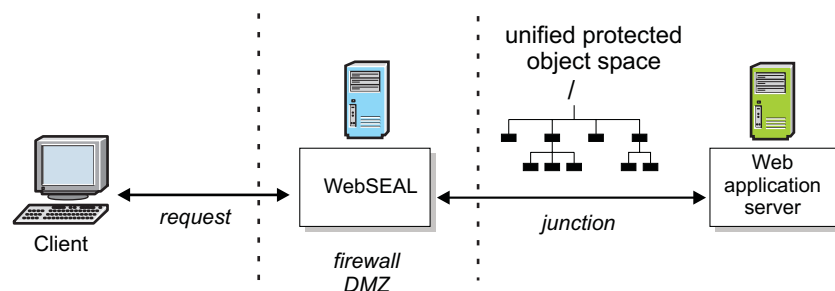 unified protected
object space
/
WebSEAL
Web
application
server
request
junction
Client
firewall
DMZ